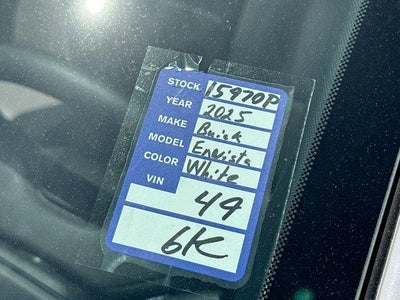 STOCK 15970P
YEAR 2025
MAKE Buick
MODEL Envista
COLOR White
VIN
49
6K